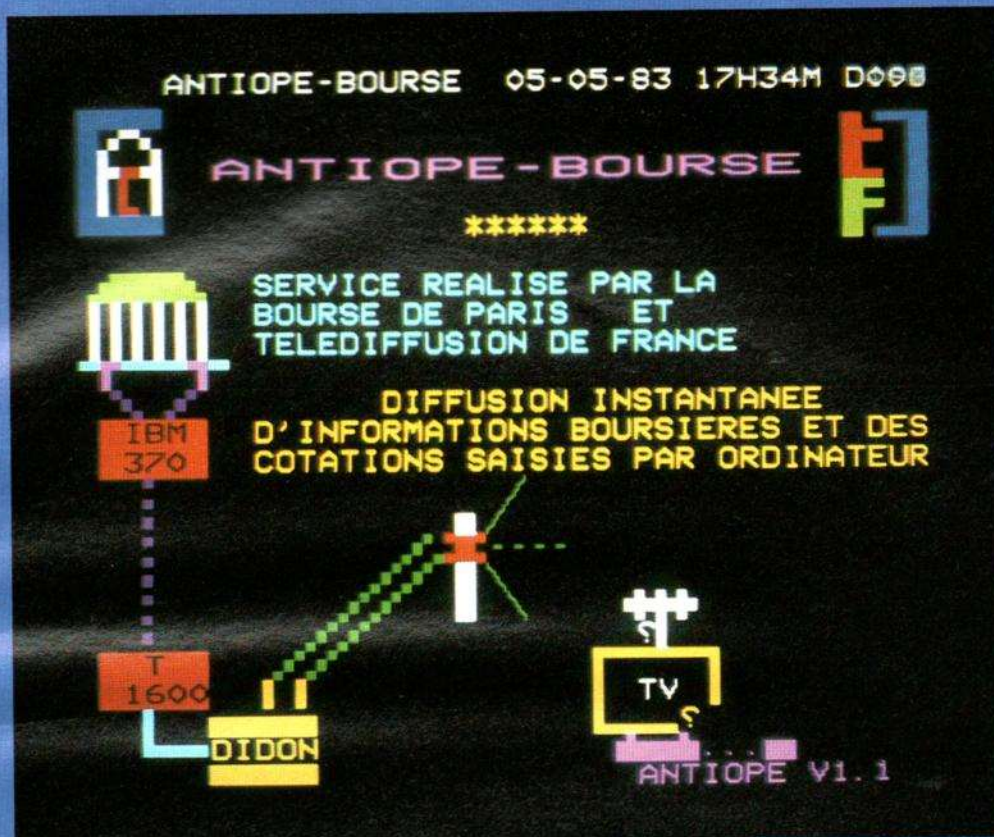 ANTIOPE-BOURSE 05-05-83 17H34M D090
ANTIOPE-BOURSE
******
SERVICE REALISE PAR LA
BOURSE DE PARIS ET
TELEDIFFUSION DE FRANCE
DIFFUSION INSTANTANEE
D'INFORMATIONS BOURSIERES ET DES
COTATIONS SAISIES PAR ORDINATEUR
IBM
370
T
1600
DIDON
?
TV
?
...
ANTIOPE V1.1